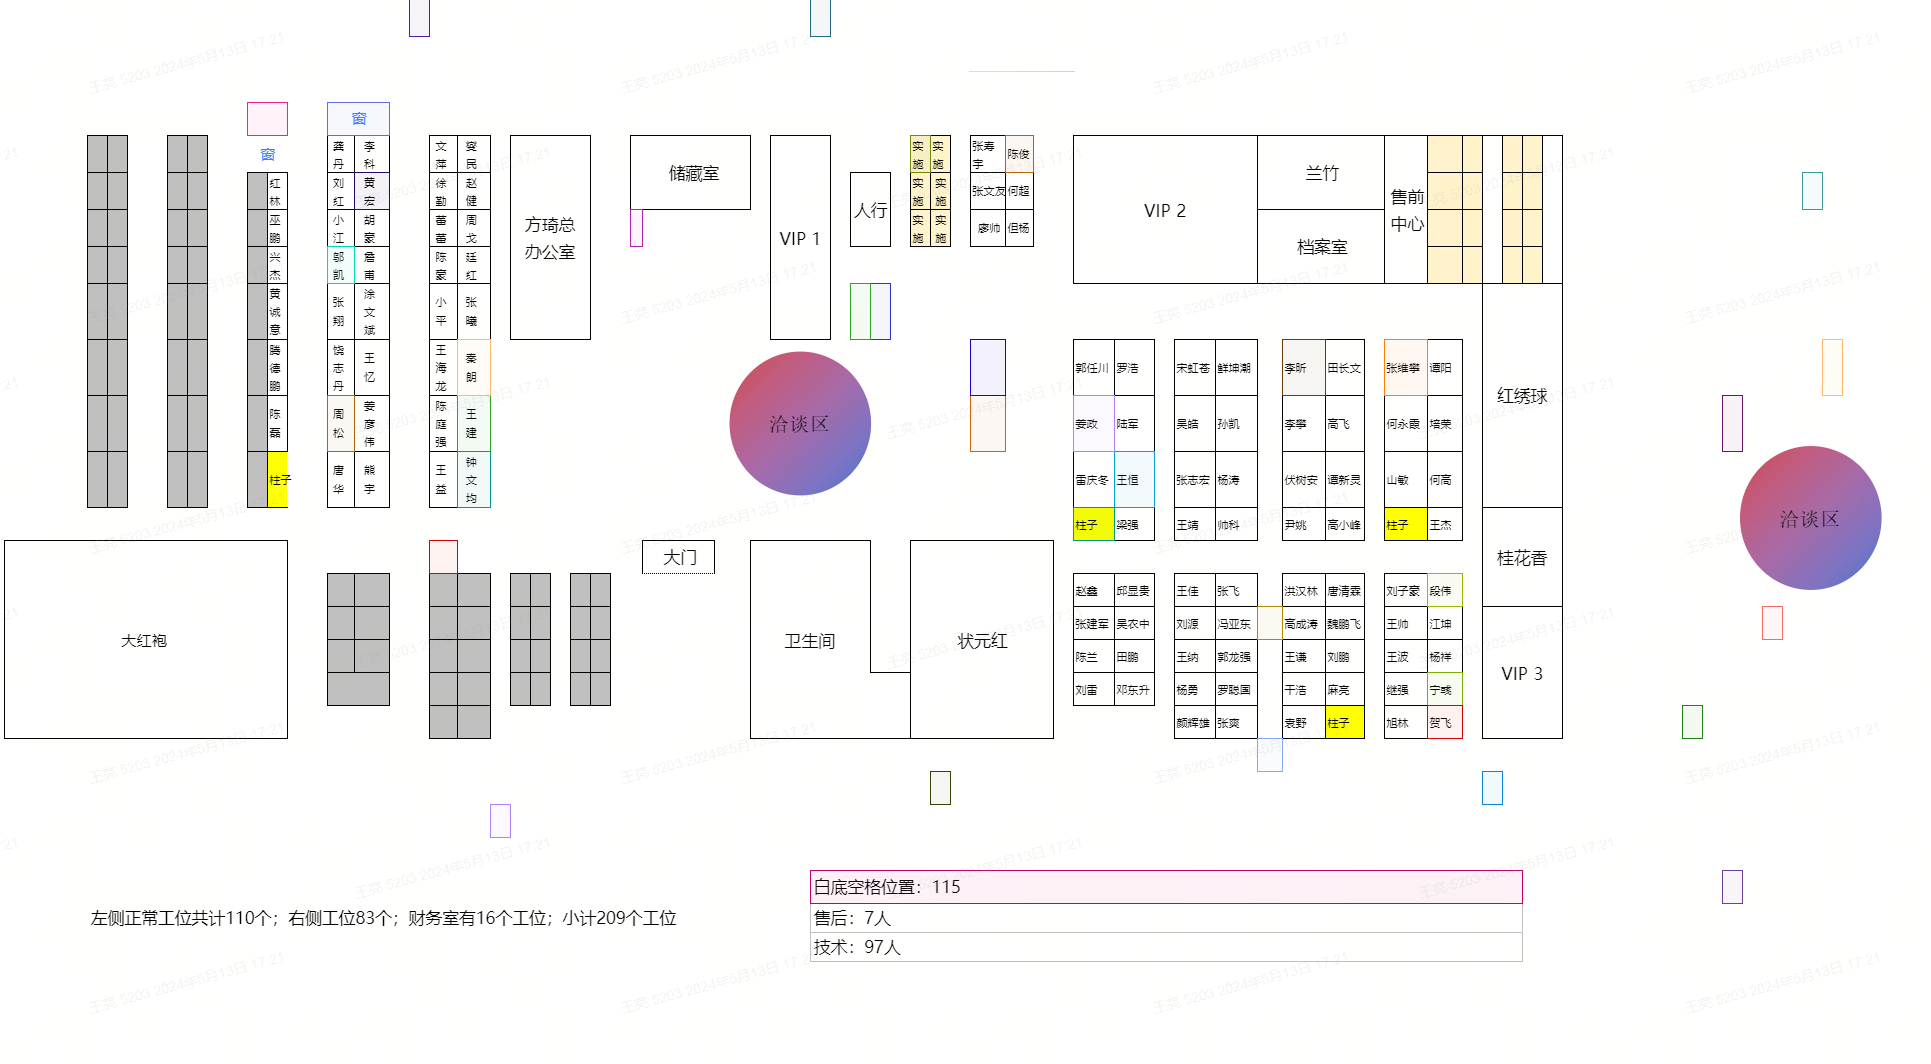 窗
窗
龚丹 李科 文萍 燮民
储藏室
实施 实施 张寿宇 陈俊
兰竹
红林 刘红 黄宏 徐勤 赵健
人行
实施 实施 张文友 何超
VIP 2
售前中心
巫鹏 小江 胡豪 蕃蕃 周戈
方琦总办公室
VIP 1
实施 实施 廖帅 但杨
档案室
兴杰 邬凯 詹甫 陈豪 廷红
黄诚意 张翔 涂文斌 小平 张曦
腾德鹏 饶志丹 王忆 王海龙 秦朗
郭任川 罗浩 宋虹苍 鲜坤潮 李昕 田长文 张维攀 谭阳
红绣球
陈磊 周松 姜彦伟 陈庭强 王建
洽谈区
姜政 陆军 吴皓 孙凯 李攀 高飞 何永霞 培荣
柱子 唐华 熊宇 王益 钟文均
雷庆冬 王恒 张志宏 杨涛 伏树安 谭新灵 山敏 何高
洽谈区
柱子 梁强 王靖 帅科 尹姚 高小峰 柱子 王杰
大门
桂花香
赵鑫 邱显贵 王佳 张飞 洪汉林 唐清霖 刘子豪 段伟
张建军 吴农中 刘源 冯亚东 高成涛 魏鹏飞 王帅 江坤
大红袍
卫生间
状元红
陈兰 田鹏 王纳 郭龙强 王谦 刘鹏 王波 杨祥
VIP 3
刘雷 邓东升 杨勇 罗聪国 干浩 麻亮 继强 宁彧
颜辉雄 张爽 袁野 柱子 旭林 贺飞
白底空格位置：115
左侧正常工位共计110个；右侧工位83个；财务室有16个工位；小计209个工位
售后：7人
技术：97人
王亮 5203 2024年5月13日 17:21